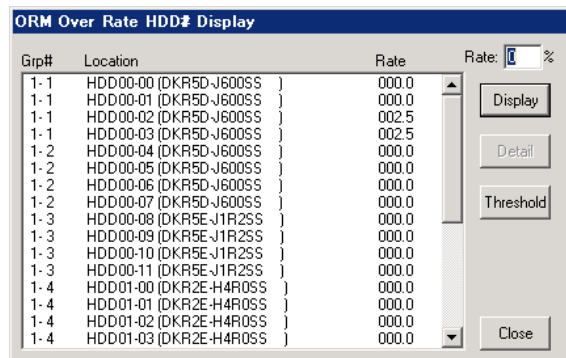 ORM Over Rate HDD# Display
Grp# Location Rate Rate: 0 %
1- 1 HDD00-00 (DKR5D-J600SS ) 000.0
1- 1 HDD00-01 (DKR5D-J600SS ) 000.0
1- 1 HDD00-02 (DKR5D-J600SS ) 002.5
1- 1 HDD00-03 (DKR5D-J600SS ) 002.5
1- 2 HDD00-04 (DKR5D-J600SS ) 000.0
1- 2 HDD00-05 (DKR5D-J600SS ) 000.0
1- 2 HDD00-06 (DKR5D-J600SS ) 000.0
1- 2 HDD00-07 (DKR5D-J600SS ) 000.0
1- 3 HDD00-08 (DKR5E-J1R2SS ) 000.0
1- 3 HDD00-09 (DKR5E-J1R2SS ) 000.0
1- 3 HDD00-10 (DKR5E-J1R2SS ) 000.0
1- 3 HDD00-11 (DKR5E-J1R2SS ) 000.0
1- 4 HDD01-00 (DKR2E-H4R0SS ) 000.0
1- 4 HDD01-01 (DKR2E-H4R0SS ) 000.0
1- 4 HDD01-02 (DKR2E-H4R0SS ) 000.0
1- 4 HDD01-03 (DKR2E-H4R0SS ) 000.0
Display
Detail
Threshold
Close